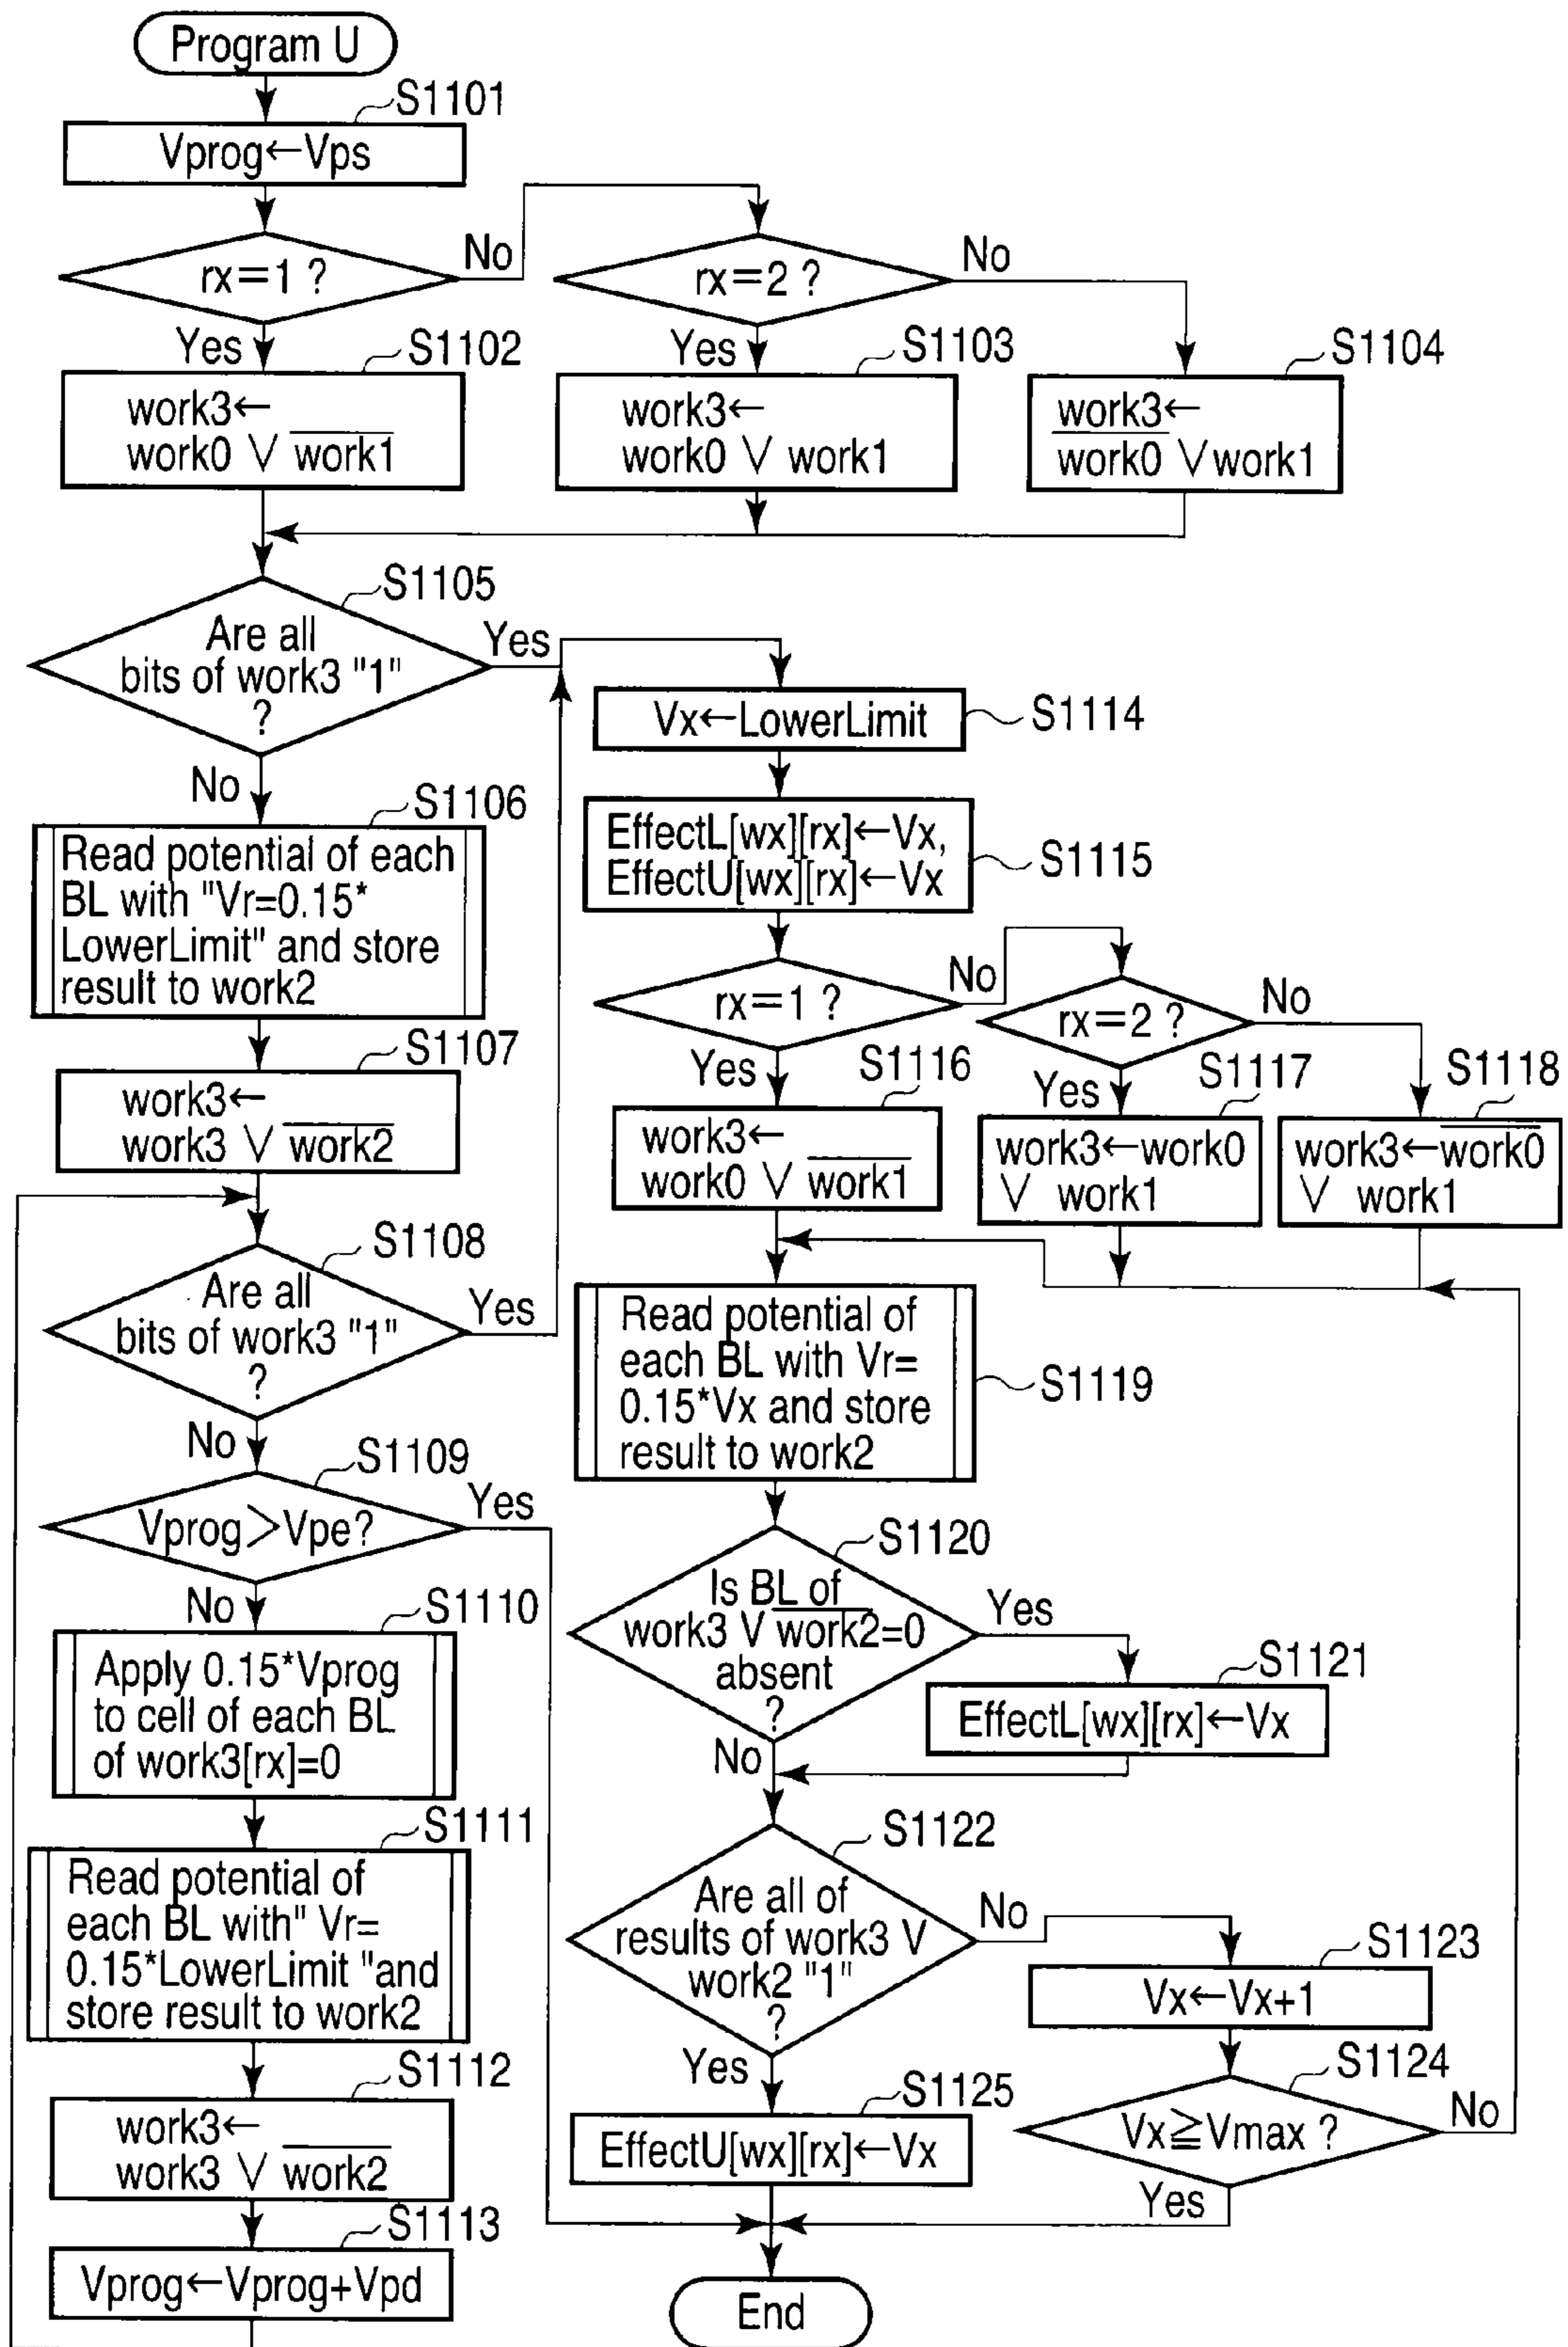 Program U
S1101
Vprog←Vps
rx=1 ?
No
rx=2 ?
No
Yes
S1102
Yes
S1103
S1104
work3←
work0 ∨ w̅o̅r̅k̅1̅
work3←
work0 ∨ work1
work3←
w̅o̅r̅k̅0̅ ∨work1
S1105
Are all
bits of work3 "1"
?
Yes
No
S1106
Read potential of each
BL with "Vr=0.15*
LowerLimit" and store
result to work2
S1107
work3←
work3 ∨ w̅o̅r̅k̅2̅
S1108
Are all
bits of work3 "1"
?
Yes
No
S1109
Vprog>Vpe?
Yes
No
S1110
Apply 0.15*Vprog
to cell of each BL
of work3[rx]=0
S1111
Read potential of
each BL with" Vr=
0.15*LowerLimit "and
store result to work2
S1112
work3←
work3 ∨ w̅o̅r̅k̅2̅
S1113
Vprog←Vprog+Vpd
Vx←LowerLimit
S1114
EffectL[wx][rx]←Vx,
EffectU[wx][rx]←Vx
S1115
rx=1 ?
No
rx=2 ?
No
Yes
S1116
Yes
S1117
S1118
work3←
work0 ∨ w̅o̅r̅k̅1̅
work3←work0
∨ work1
work3←w̅o̅r̅k̅0̅
∨ work1
Read potential of
each BL with Vr=
0.15*Vx and store
result to work2
S1119
S1120
Is BL of
work3 V w̅o̅r̅k̅2̅=0
absent
?
Yes
S1121
EffectL[wx][rx]←Vx
No
S1122
Are all of
results of work3 V
work2 "1"
?
No
S1123
Vx←Vx+1
S1124
Vx≧Vmax ?
No
Yes
Yes
S1125
EffectU[wx][rx]←Vx
End